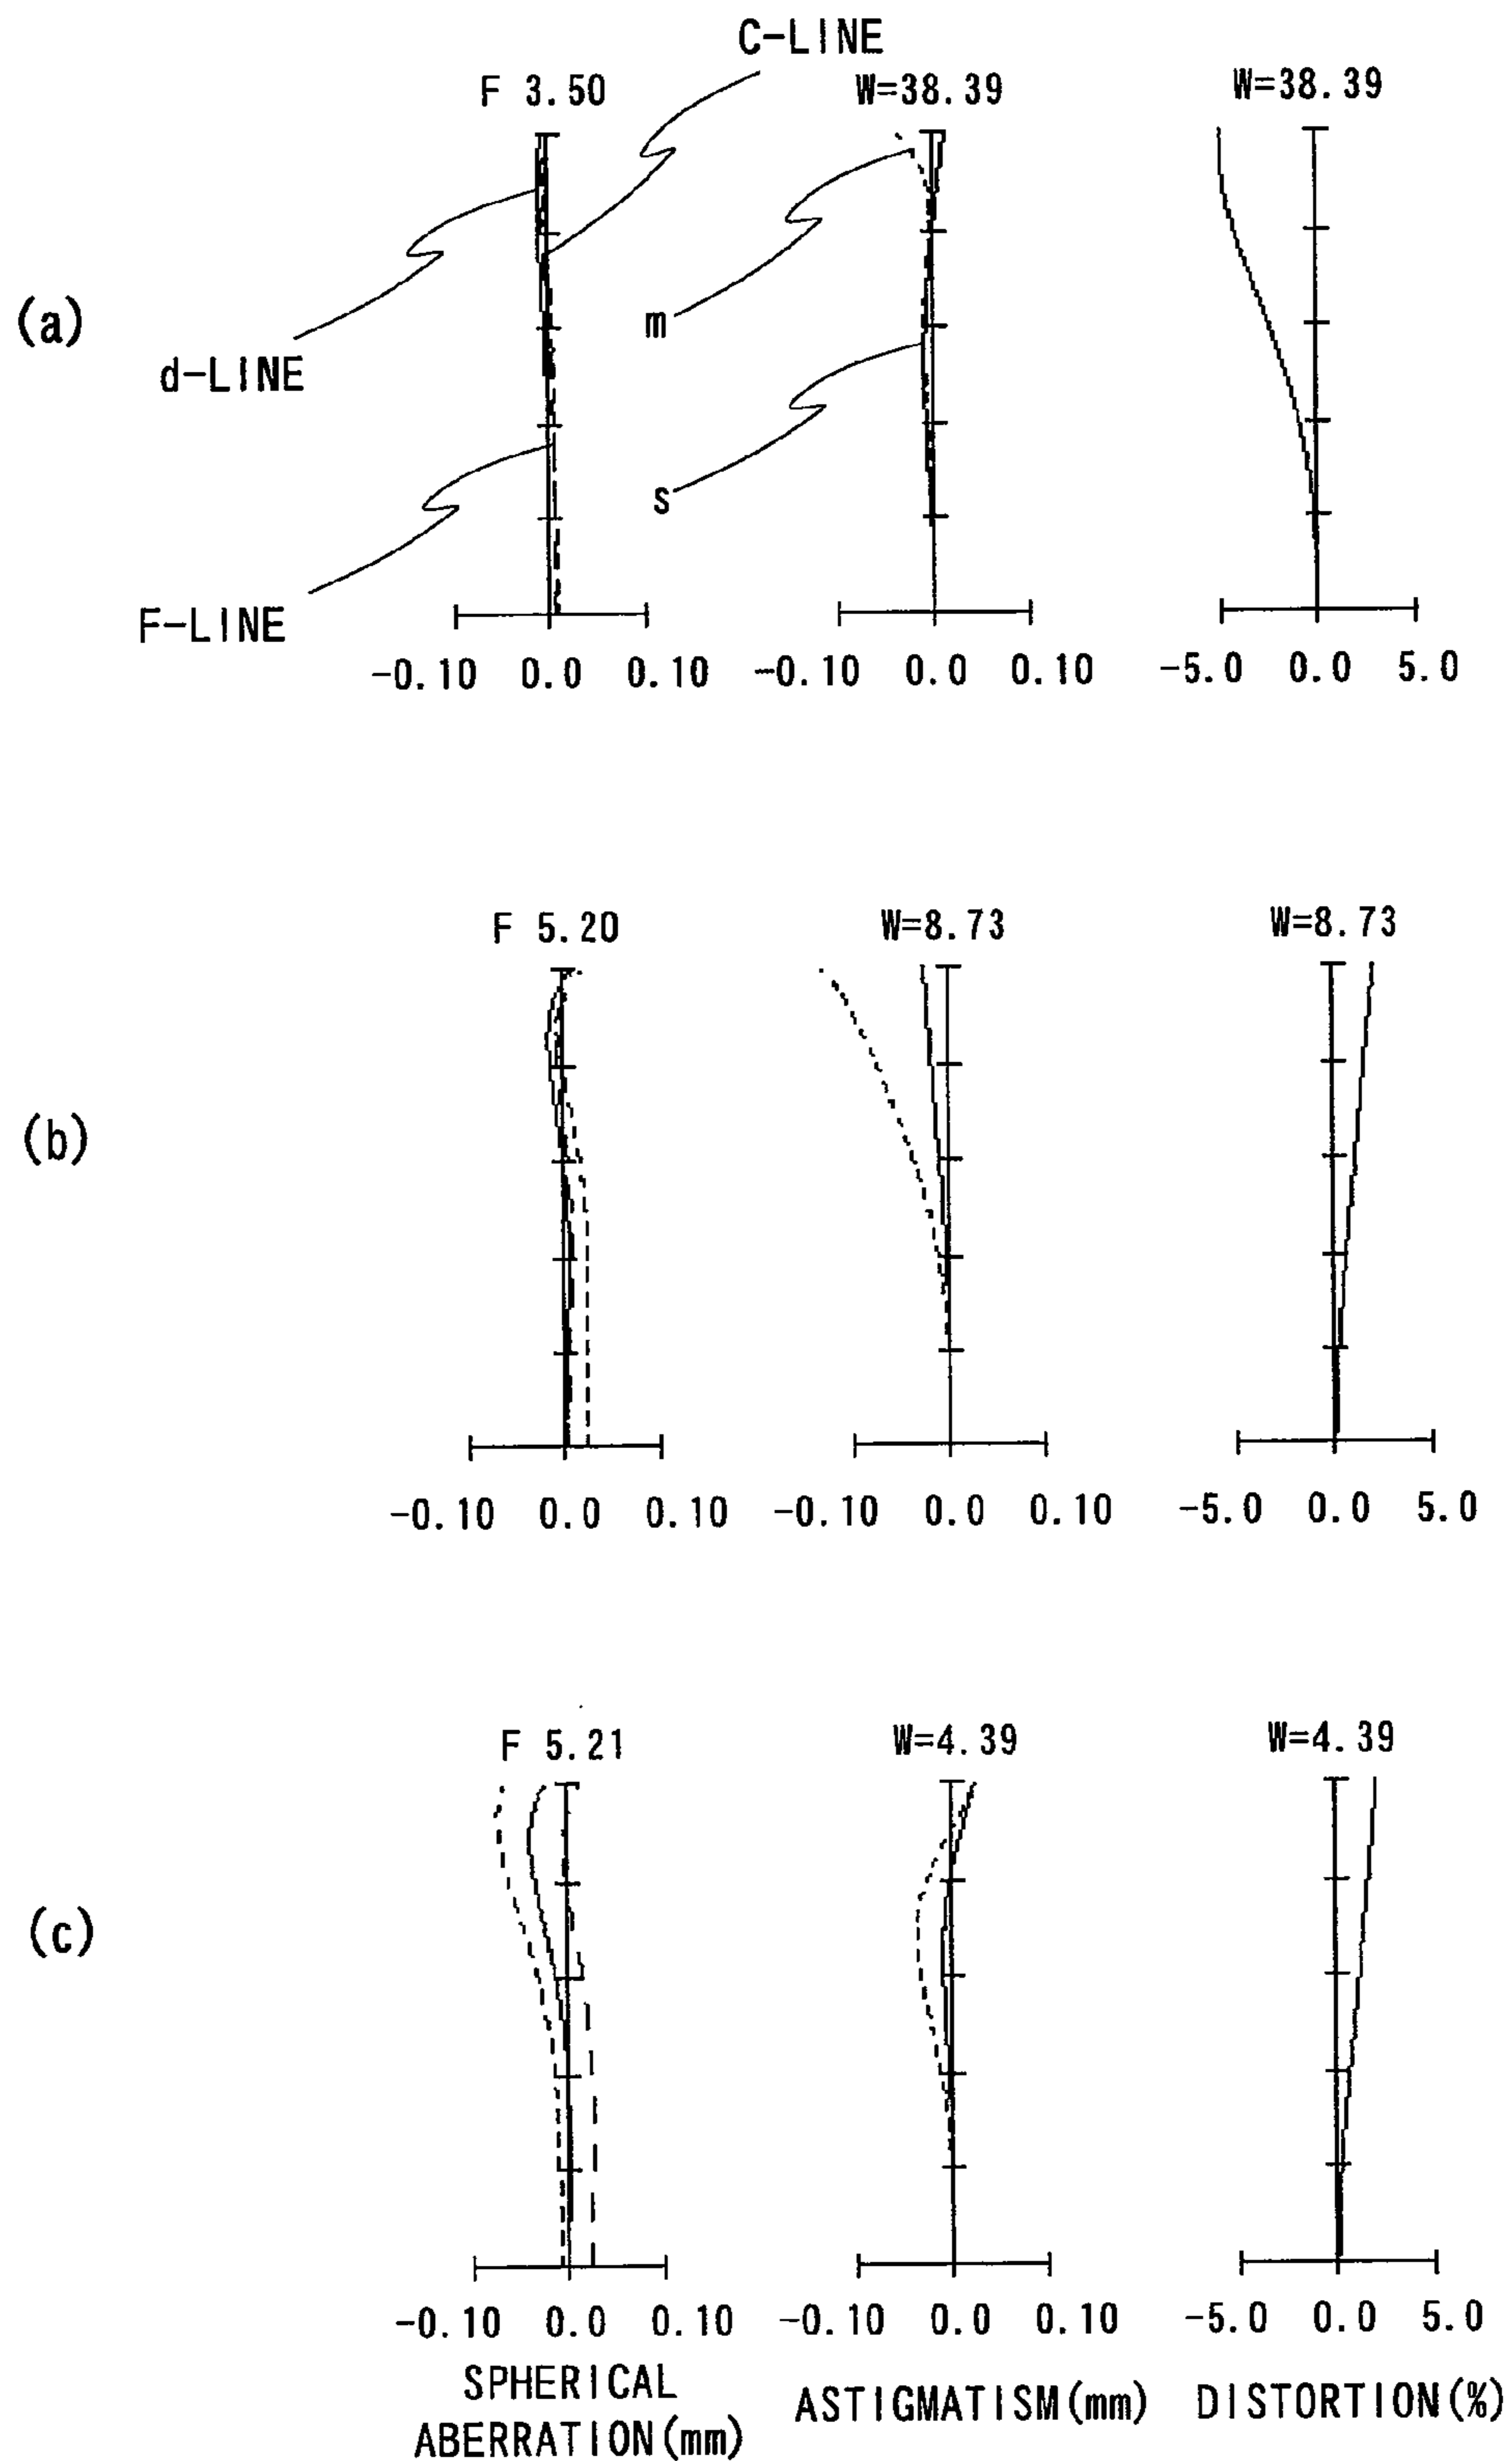 C-LINE
F 3.50 W=38.39 W=38.39
(a)
m
d-LINE
s
F-LINE
-0.10 0.0 0.10 -0.10 0.0 0.10 -5.0 0.0 5.0
F 5.20 W=8.73 W=8.73
(b)
-0.10 0.0 0.10 -0.10 0.0 0.10 -5.0 0.0 5.0
F 5.21 W=4.39 W=4.39
(c)
-0.10 0.0 0.10 -0.10 0.0 0.10 -5.0 0.0 5.0
SPHERICAL
ABERRATION(mm) ASTIGMATISM(mm) DISTORTION(%)